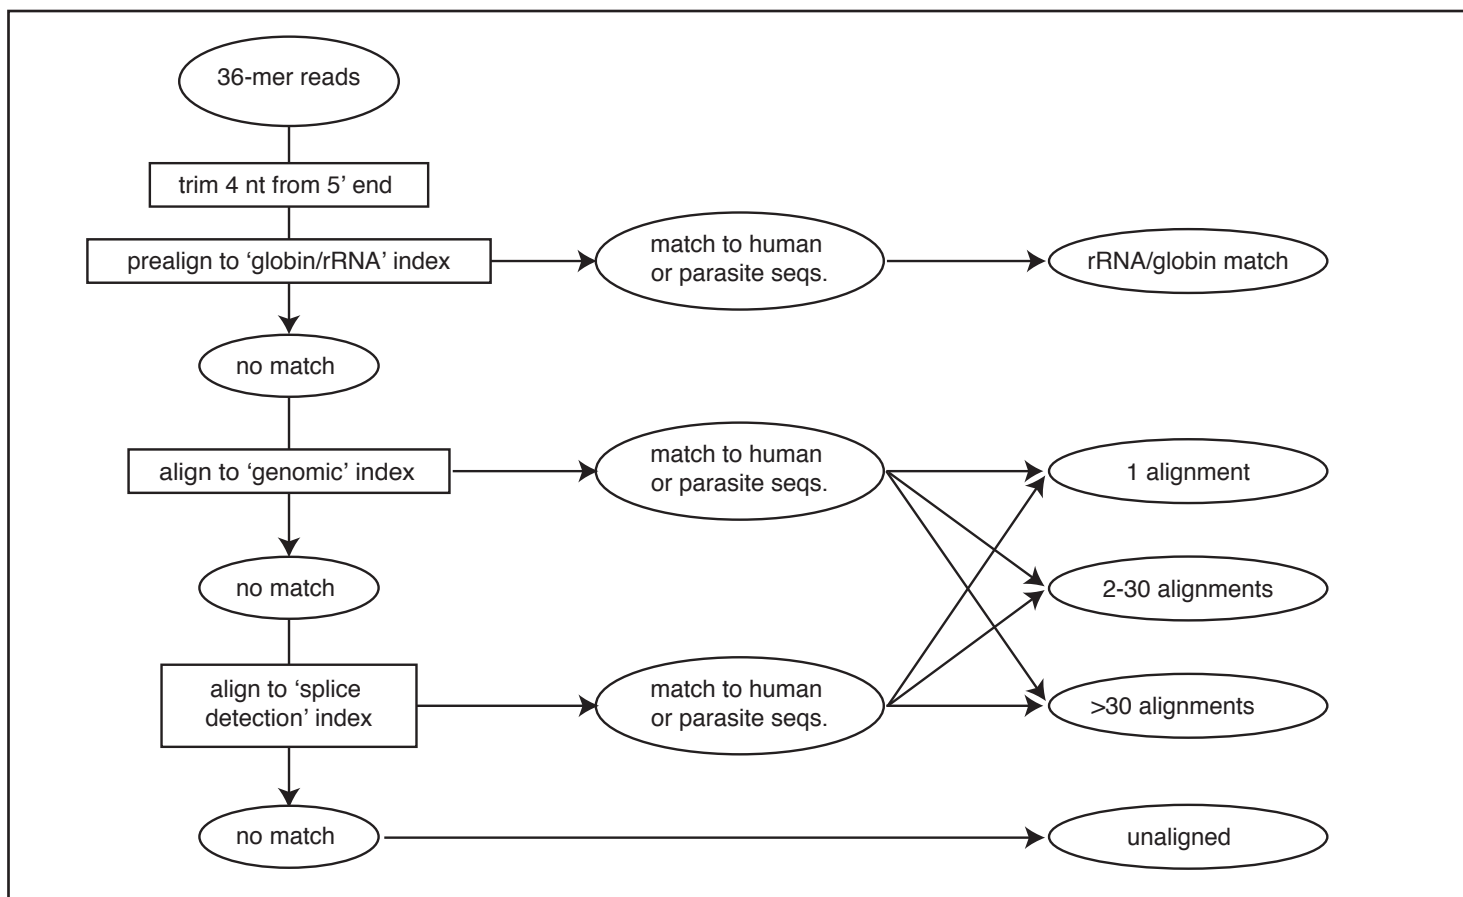 36-mer reads
trim 4 nt from 5’ end
prealign to ‘globin/rRNA’ index
match to human
or parasite seqs.
rRNA/globin match
no match
align to ‘genomic’ index
match to human
or parasite seqs.
1 alignment
no match
2-30 alignments
align to ‘splice
detection’ index
match to human
or parasite seqs.
>30 alignments
no match
unaligned